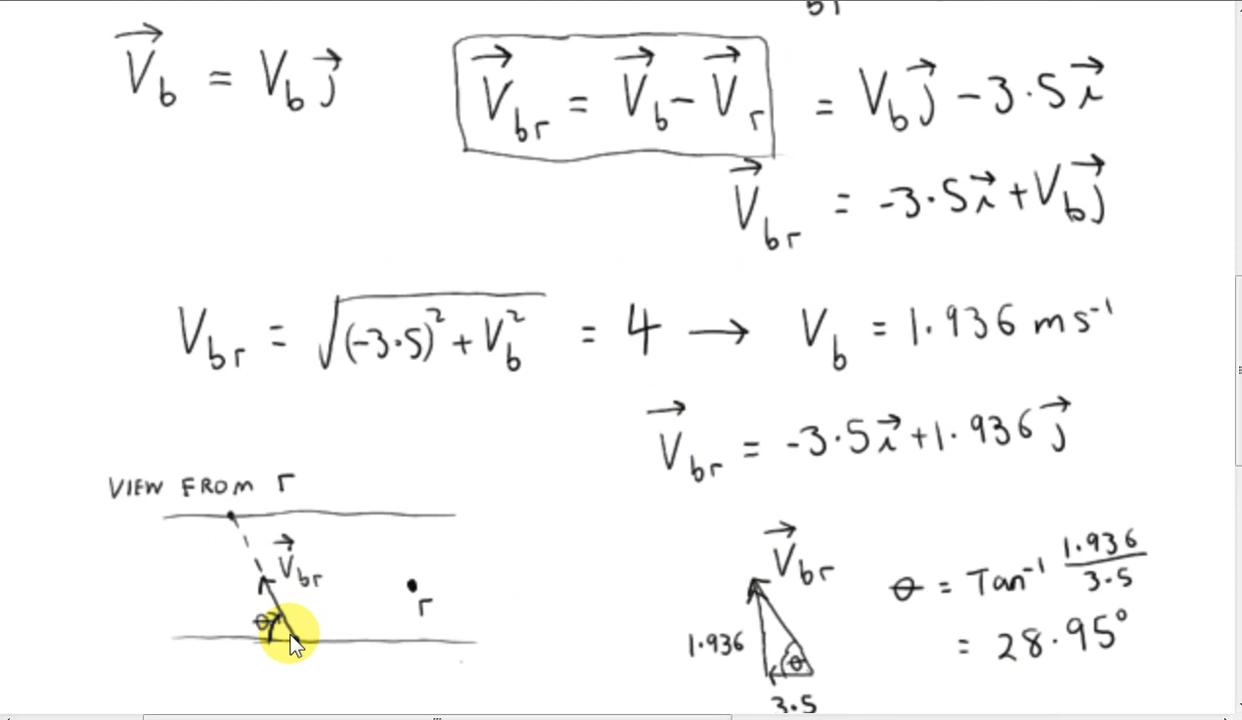 51
V⃗b = Vb j⃗
V⃗br = V⃗b - V⃗r = Vb j⃗ - 3.5 i⃗
V⃗br = -3.5 i⃗ + Vb j⃗
Vbr = √((-3.5)² + Vb²) = 4 → Vb = 1.936 ms⁻¹
V⃗br = -3.5 i⃗ + 1.936 j⃗
VIEW FROM r
V⃗br
r
θ
V⃗br
1.936
θ
3.5
θ = Tan⁻¹ 1.936/3.5
= 28.95°